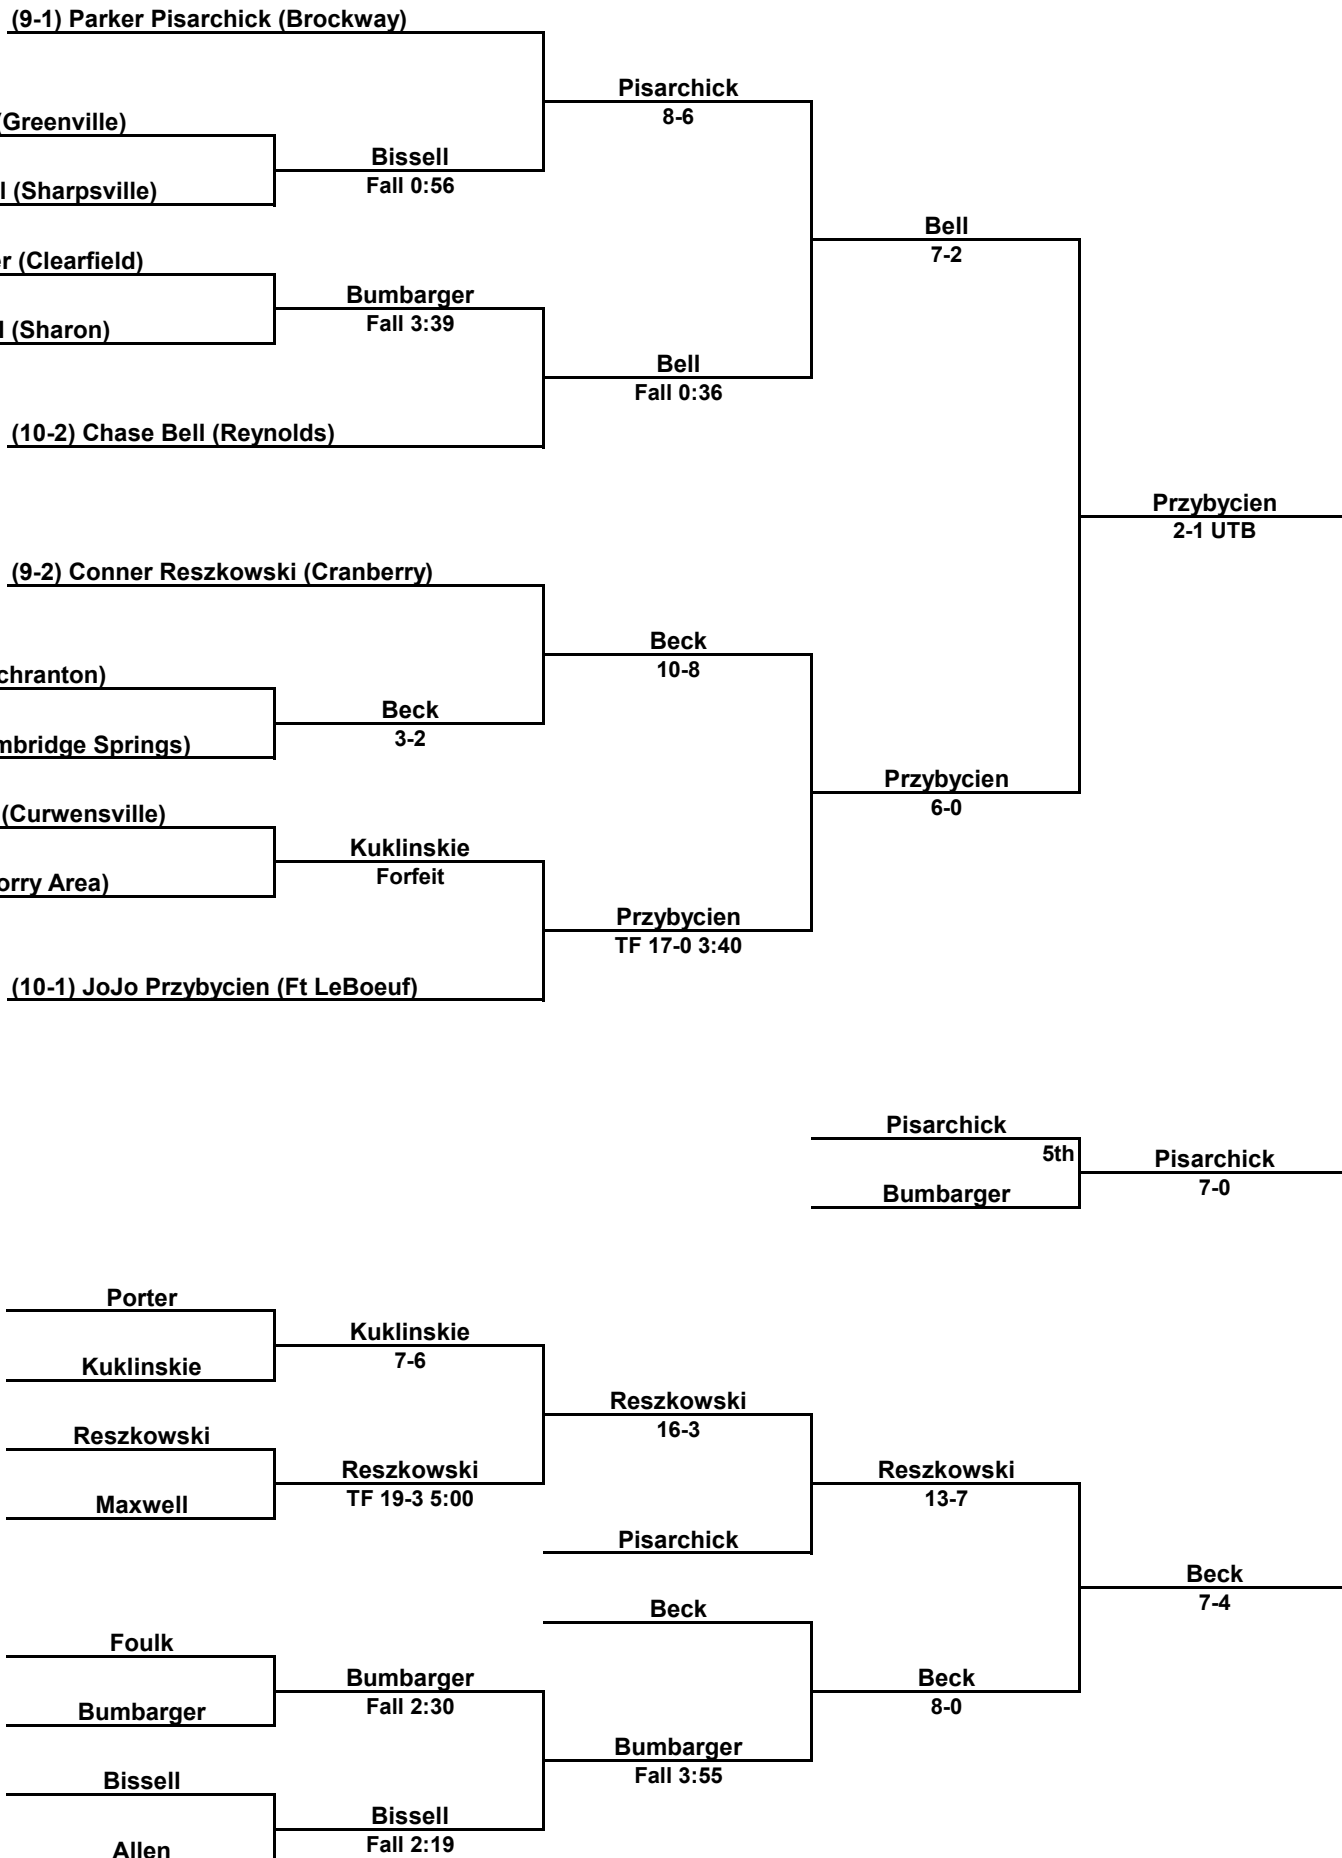 (9-1) Parker Pisarchick (Brockway)
Pisarchick
8-6
(Greenville)
Bissell
Fall 0:56
(Sharpsville)
Bell
7-2
(Clearfield)
Bumbarger
Fall 3:39
(Sharon)
Bell
Fall 0:36
(10-2) Chase Bell (Reynolds)
Przybycien
2-1 UTB
(9-2) Conner Reszkowski (Cranberry)
Beck
10-8
chranton)
Beck
3-2
mbridge Springs)
Przybycien
6-0
(Curwensville)
Kuklinskie
Forfeit
orry Area)
Przybycien
TF 17-0 3:40
(10-1) JoJo Przybycien (Ft LeBoeuf)
Pisarchick
5th
Pisarchick
7-0
Bumbarger
Porter
Kuklinskie
7-6
Kuklinskie
Reszkowski
16-3
Reszkowski
Reszkowski
TF 19-3 5:00
Reszkowski
13-7
Maxwell
Pisarchick
Beck
7-4
Beck
Foulk
Bumbarger
Fall 2:30
Beck
8-0
Bumbarger
Bumbarger
Fall 3:55
Bissell
Bissell
Fall 2:19
Allen